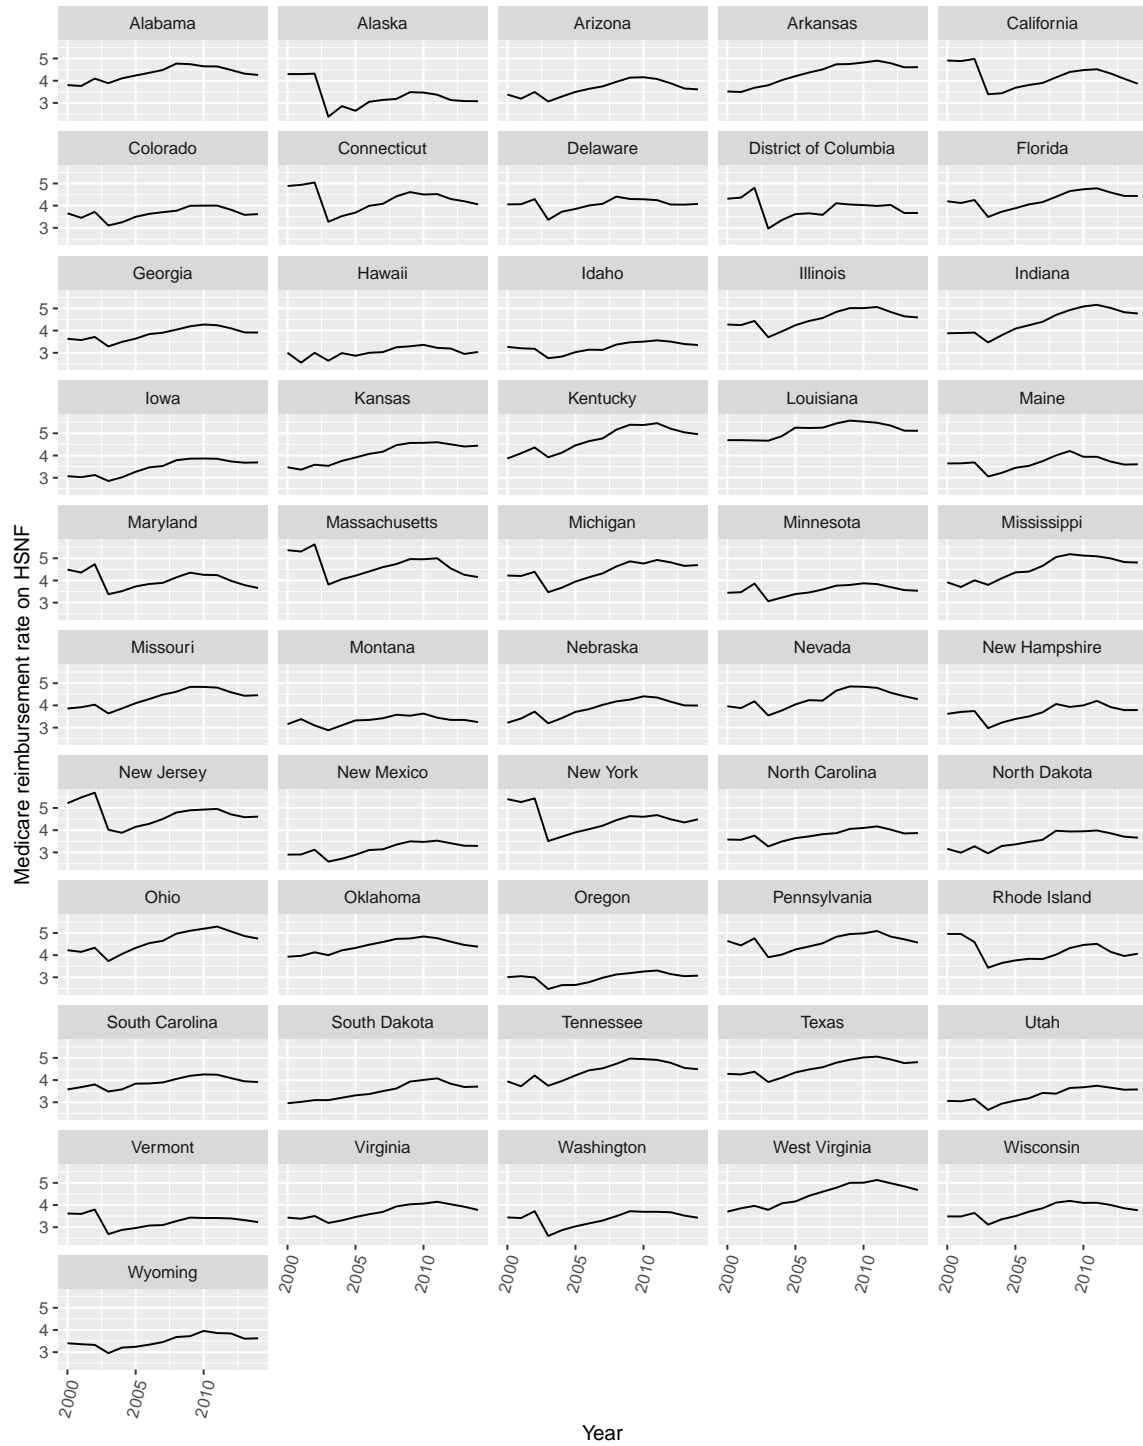 Alabama Alaska Arizona Arkansas California
5
4
3
Colorado Connecticut Delaware District of Columbia Florida
5
4
3
Georgia Hawaii Idaho Illinois Indiana
5
4
3
Iowa Kansas Kentucky Louisiana Maine
5
4
3
Maryland Massachusetts Michigan Minnesota Mississippi
5
4
3
Missouri Montana Nebraska Nevada New Hampshire
5
4
3
New Jersey New Mexico New York North Carolina North Dakota
5
4
3
Ohio Oklahoma Oregon Pennsylvania Rhode Island
5
4
3
South Carolina South Dakota Tennessee Texas Utah
5
4
3
Vermont Virginia Washington West Virginia Wisconsin
5
4
3
2000 2005 2010 2000 2005 2010 2000 2005 2010 2000 2005 2010
Wyoming
5
4
3
2000 2005 2010
Year
Medicare reimbursement rate on HSNF